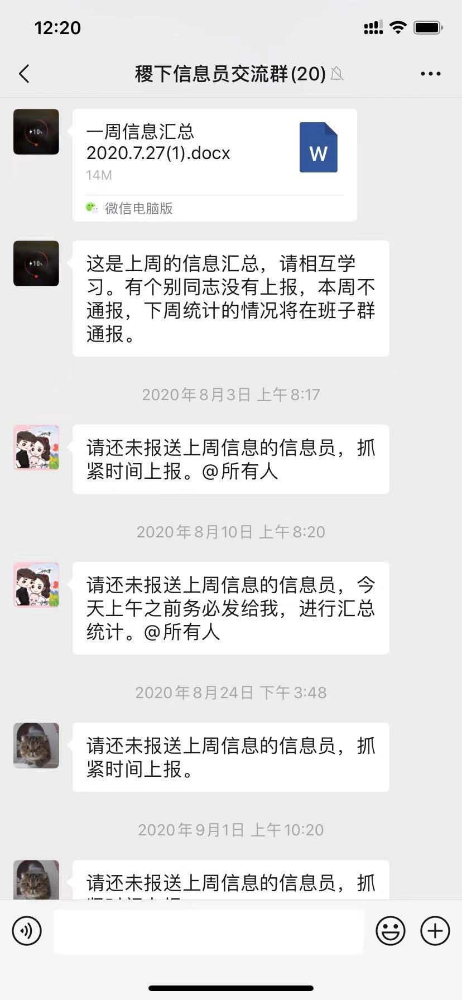 12:20
稷下信息员交流群(20)
一周信息汇总
2020.7.27(1).docx
W
14M
微信电脑版
10%
这是上周的信息汇总，请相互学
习。有个别同志没有上报，本周不
通报，下周统计的情况将在班子群
通报。
2020年8月3日 上午8:17
请还未报送上周信息的信息员，抓
紧时间上报。@所有人
2020年8月10日 上午8:20
请还未报送上周信息的信息员，今
天上午之前务必发给我，进行汇总
统计。@所有人
2020年8月24日 下午3:48
请还未报送上周信息的信息员，抓
紧时间上报。
2020年9月1日 上午10:20
请还未报送上周信息的信息员，抓